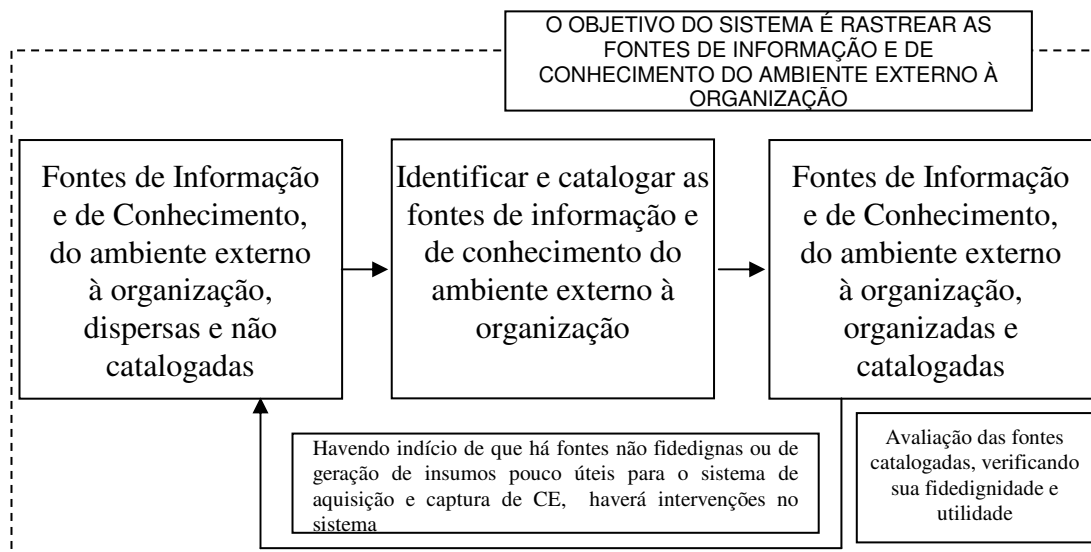 O OBJETIVO DO SISTEMA É RASTREAR AS
FONTES DE INFORMAÇÃO E DE
CONHECIMENTO DO AMBIENTE EXTERNO À
ORGANIZAÇÃO
Fontes de Informação
e de Conhecimento,
do ambiente externo
à organização,
dispersas e não
catalogadas
Identificar e catalogar as
fontes de informação e
de conhecimento do
ambiente externo à
organização
Fontes de Informação
e de Conhecimento,
do ambiente externo
à organização,
organizadas e
catalogadas
Havendo indício de que há fontes não fidedignas ou de
geração de insumos pouco úteis para o sistema de
aquisição e captura de CE, haverá intervenções no
sistema
Avaliação das fontes
catalogadas, verificando
sua fidedignidade e
utilidade